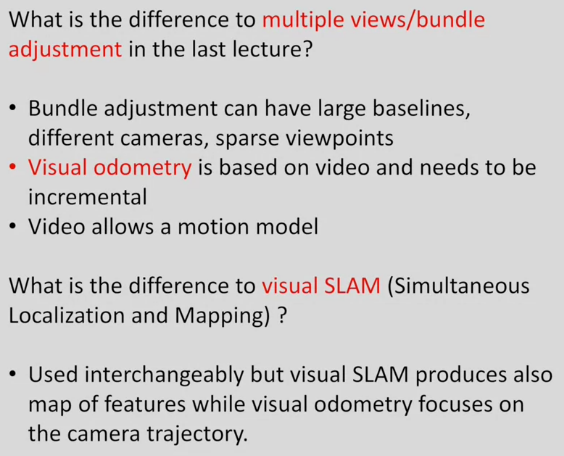 What is the difference to multiple views/bundle
adjustment in the last lecture?
• Bundle adjustment can have large baselines,
different cameras, sparse viewpoints
• Visual odometry is based on video and needs to be
incremental
• Video allows a motion model
What is the difference to visual SLAM (Simultaneous
Localization and Mapping) ?
• Used interchangeably but visual SLAM produces also
map of features while visual odometry focuses on
the camera trajectory.